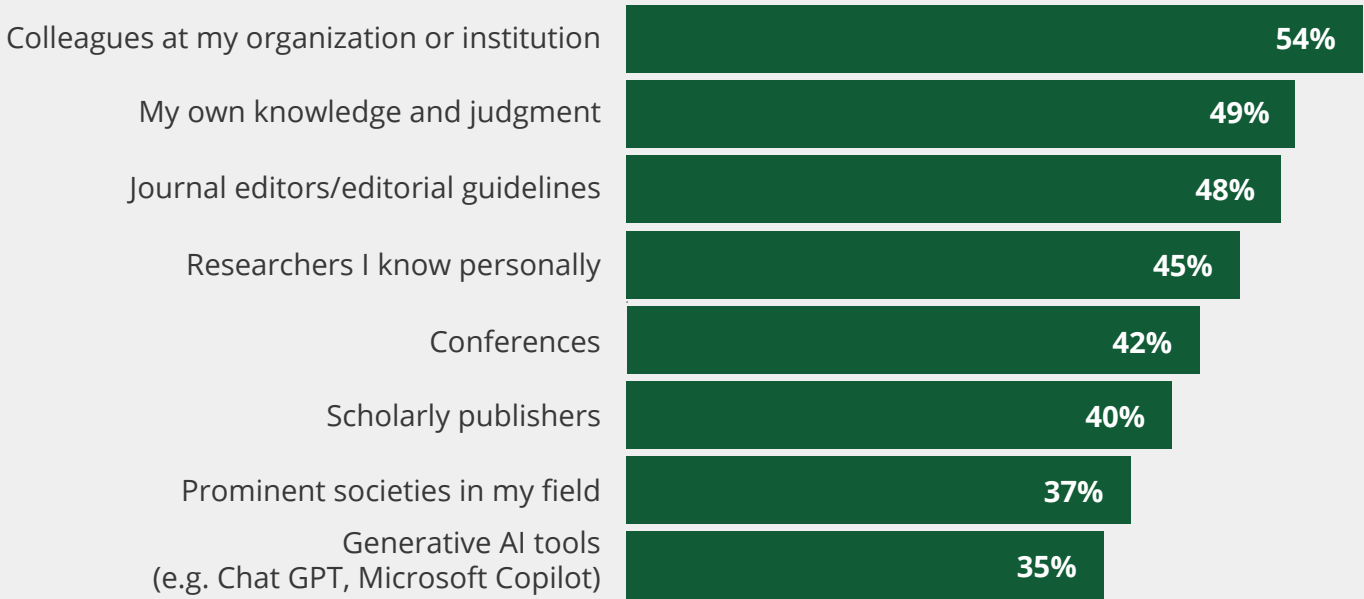 Colleagues at my organization or institution 54%
My own knowledge and judgment 49%
Journal editors/editorial guidelines 48%
Researchers I know personally 45%
Conferences 42%
Scholarly publishers 40%
Prominent societies in my field 37%
Generative AI tools
(e.g. Chat GPT, Microsoft Copilot) 35%